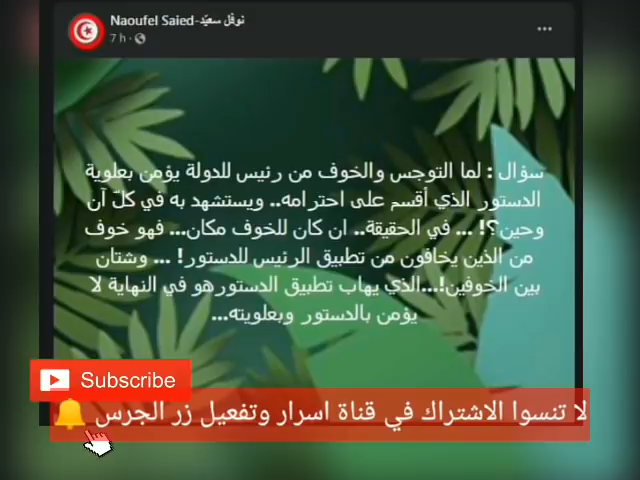 Naoufel Saied-نوفل سعيّد
7 h ·
سؤال : لما التوجس والخوف من رئيس للدولة يؤمن بعلوية
الدستور الذي أقسم على احترامه.. ويستشهد به في كلّ آن
وحين؟! ... في الحقيقة.. ان كان للخوف مكان... فهو خوف
من الذين يخافون من تطبيق الرئيس للدستور! ... وشتان
بين الخوفين!...الذي يهاب تطبيق الدستورهو في النهاية لا
يؤمن بالدستور وبعلويته...
Subscribe
لا تنسوا الاشتراك في قناة اسرار وتفعيل زر الجرس